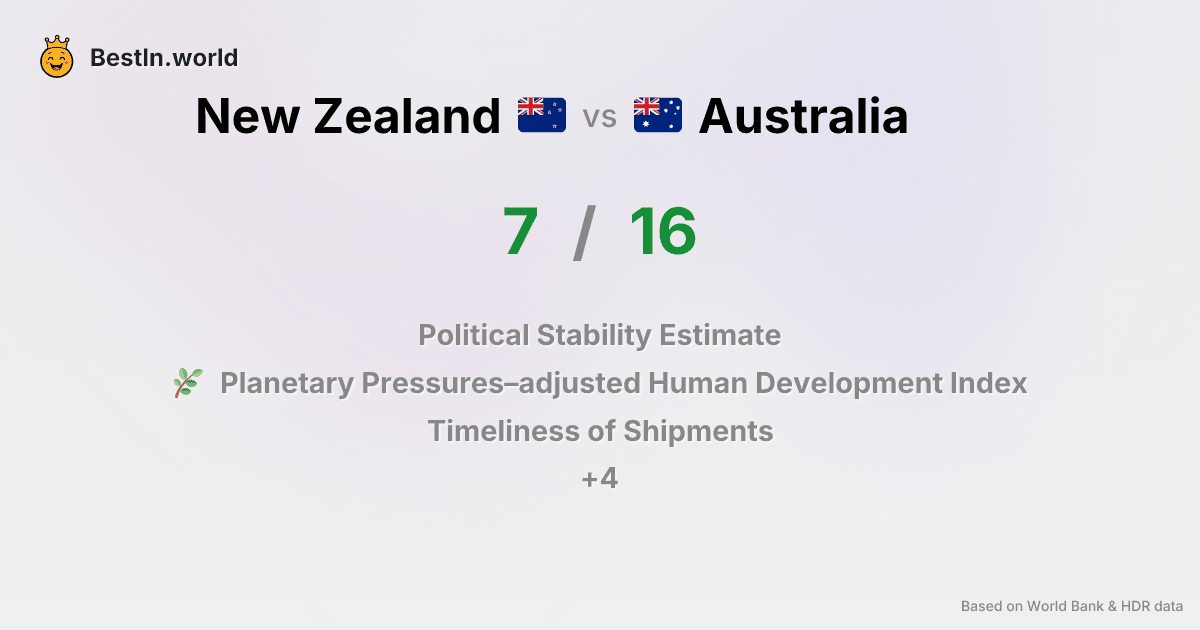 BestIn.world
New Zealand vs Australia
7 / 16
Political Stability Estimate
Planetary Pressures–adjusted Human Development Index
Timeliness of Shipments
+4
Based on World Bank & HDR data